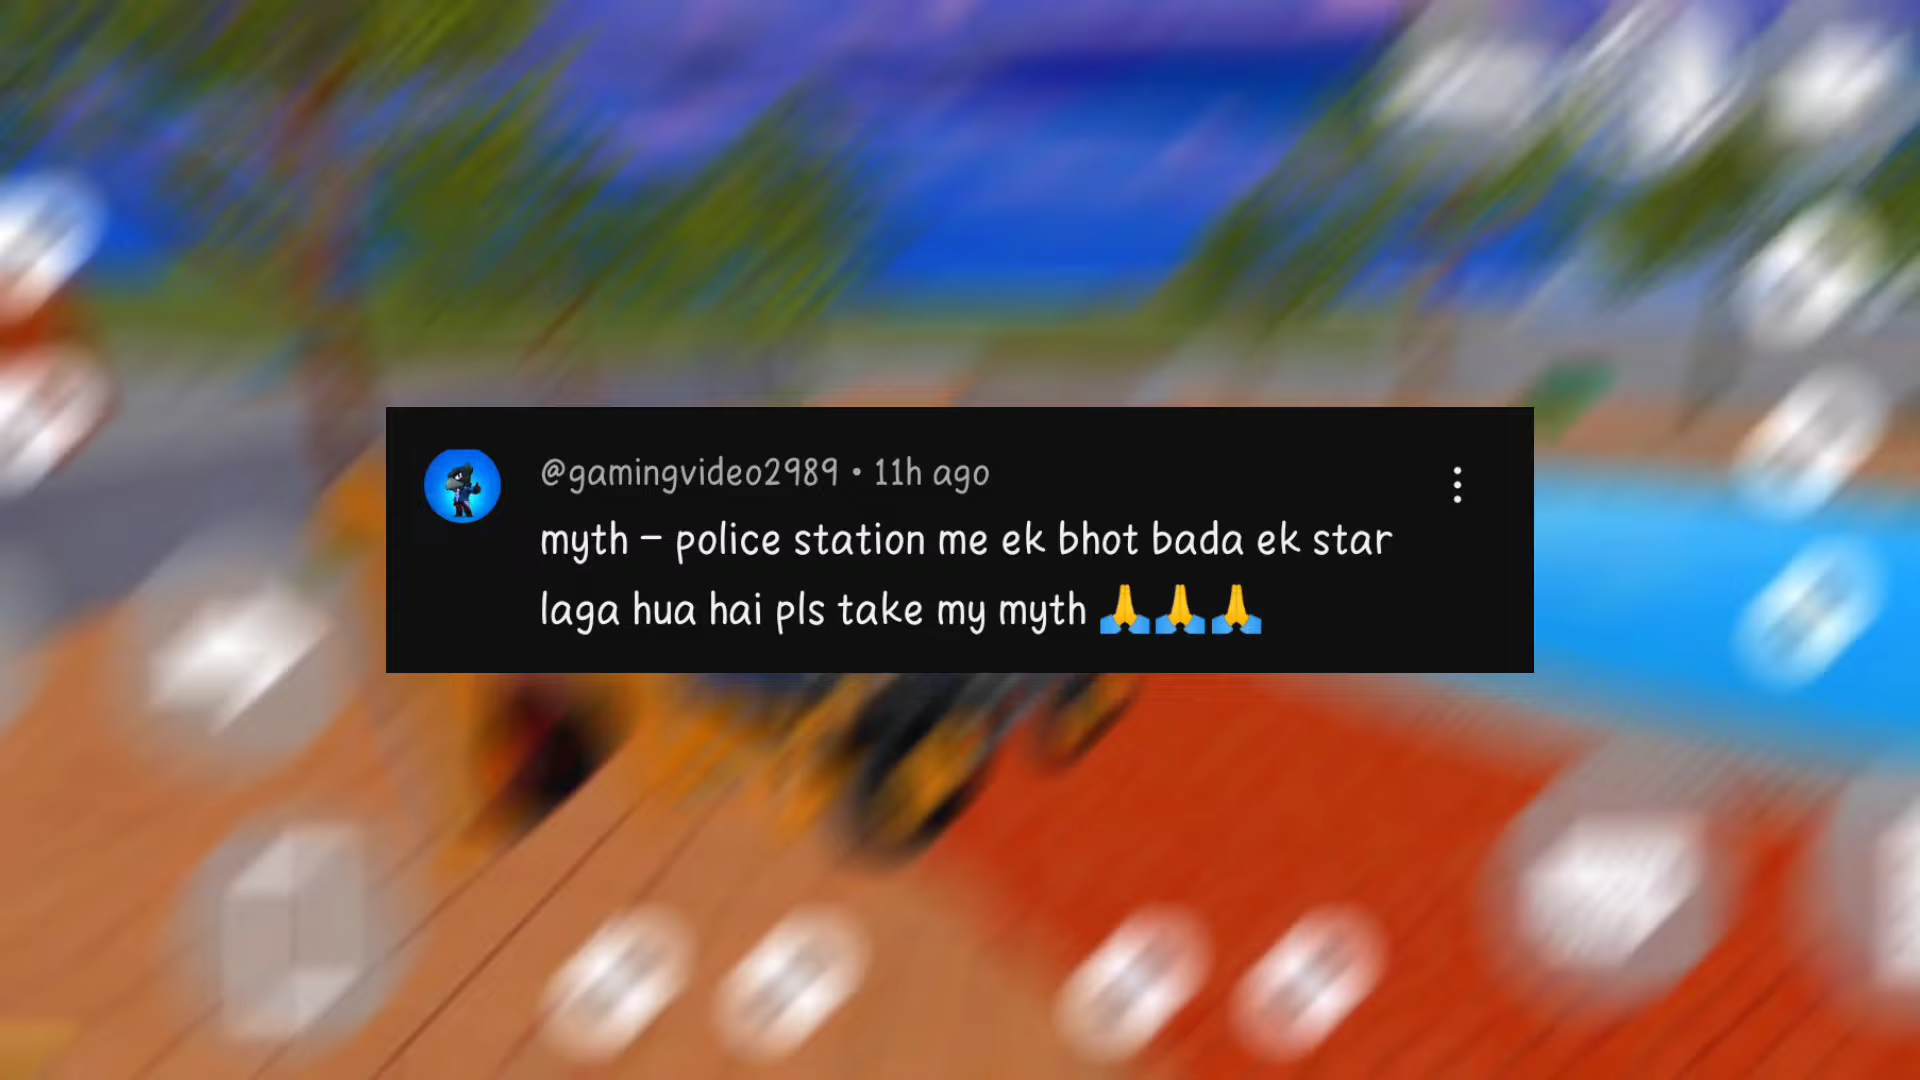 @gamingvideo2989 • 11h ago
myth – police station me ek bhot bada ek star
laga hua hai pls take my myth 🙏🙏🙏